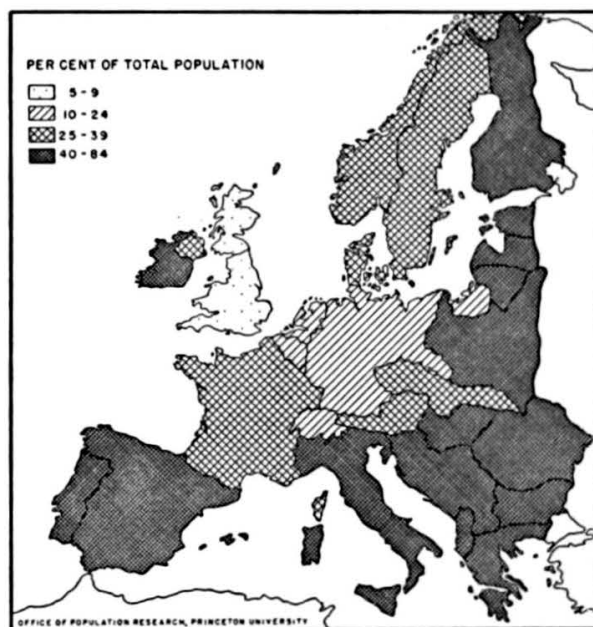 PER CENT OF TOTAL POPULATION
5 - 9
10 - 24
25 - 39
40 - 84
OFFICE OF POPULATION RESEARCH, PRINCETON UNIVERSITY